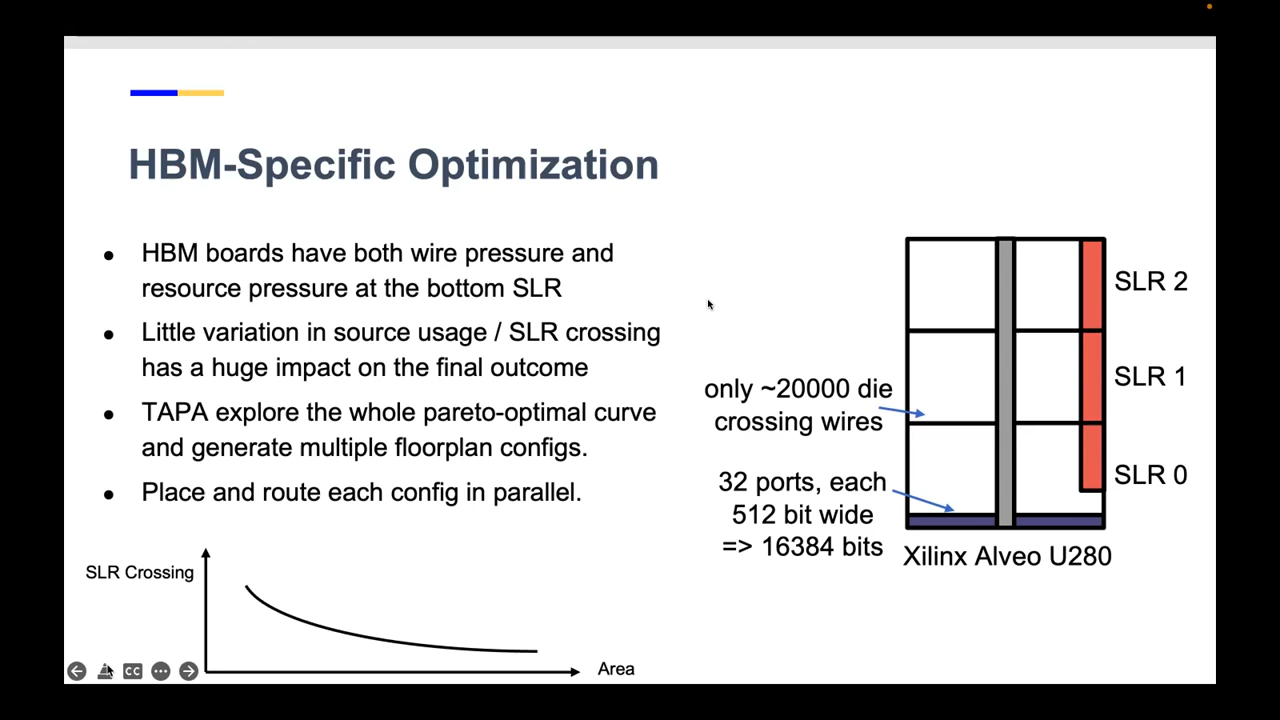 HBM-Specific Optimization
● HBM boards have both wire pressure and
resource pressure at the bottom SLR
● Little variation in source usage / SLR crossing
has a huge impact on the final outcome
● TAPA explore the whole pareto-optimal curve
and generate multiple floorplan configs.
● Place and route each config in parallel.
SLR Crossing
Area
only ~20000 die
crossing wires
32 ports, each
512 bit wide
=> 16384 bits
SLR 2
SLR 1
SLR 0
Xilinx Alveo U280
CC